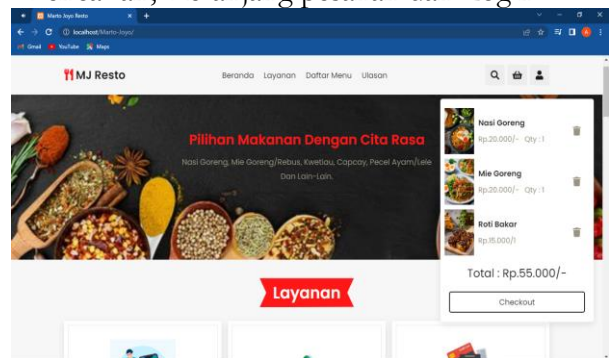 Marto Joyo Resto
localhost/Marto-Joyo/
Gmail YouTube Maps
MJ Resto
Beranda Layanan Daftar Menu Ulasan
Pilihan Makanan Dengan Cita Rasa
Nasi Goreng, Mie Goreng/Rebus, Kwetiau, Capcay, Pecel Ayam/Lele
Dan Lain-Lain.
Nasi Goreng
Rp.20.000/- Qty : 1
Mie Goreng
Rp.20.000/- Qty : 1
Roti Bakar
Rp.15.000/1
Total : Rp.55.000/-
Checkout
Layanan